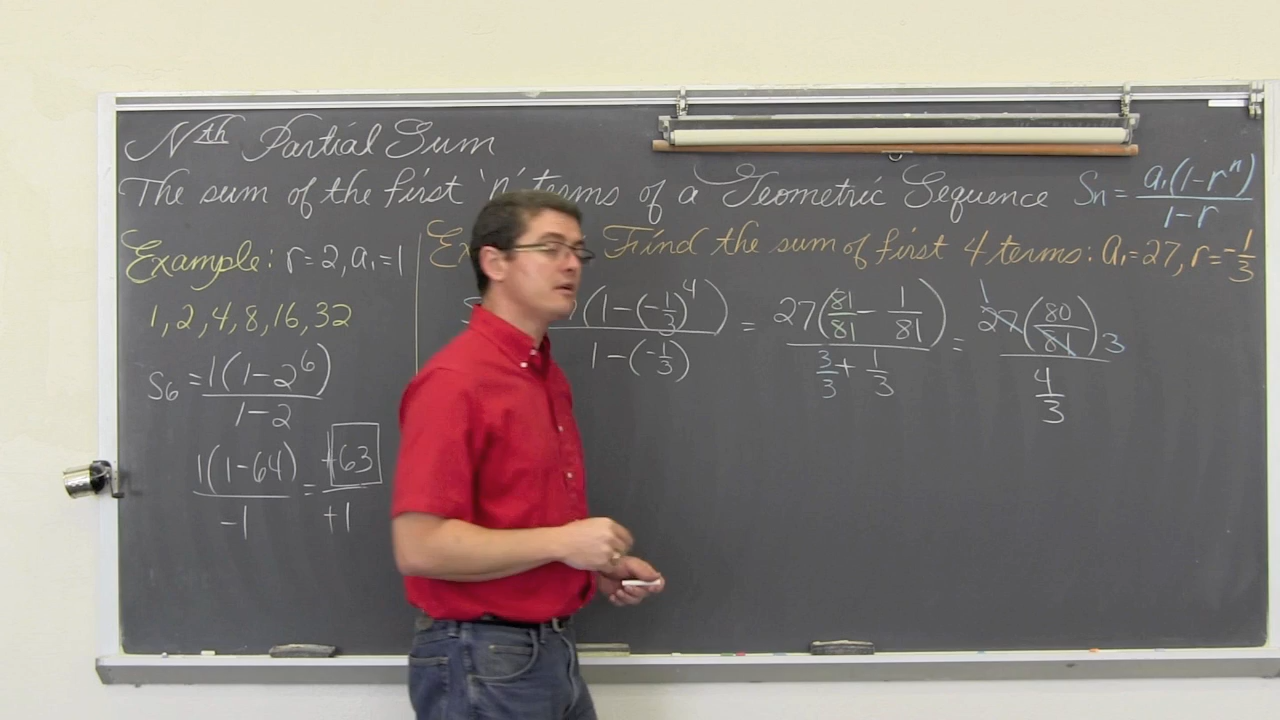 Nth Partial Sum
The sum of the first 'n' terms of a Geometric Sequence Sn = a1(1-r^n) / 1-r
Example: r=2, a1=1
1, 2, 4, 8, 16, 32
S6 = 1(1-2^6) / 1-2
1(1-64) / -1 = +63 / +1
Find the sum of first 4 terms: a1=27, r=-1/3
(1-(-1/3)^4) / 1-(-1/3) = 27(81/81 - 1/81) / 3/3 + 1/3 = 1 27(80/81) 3 / 4/3